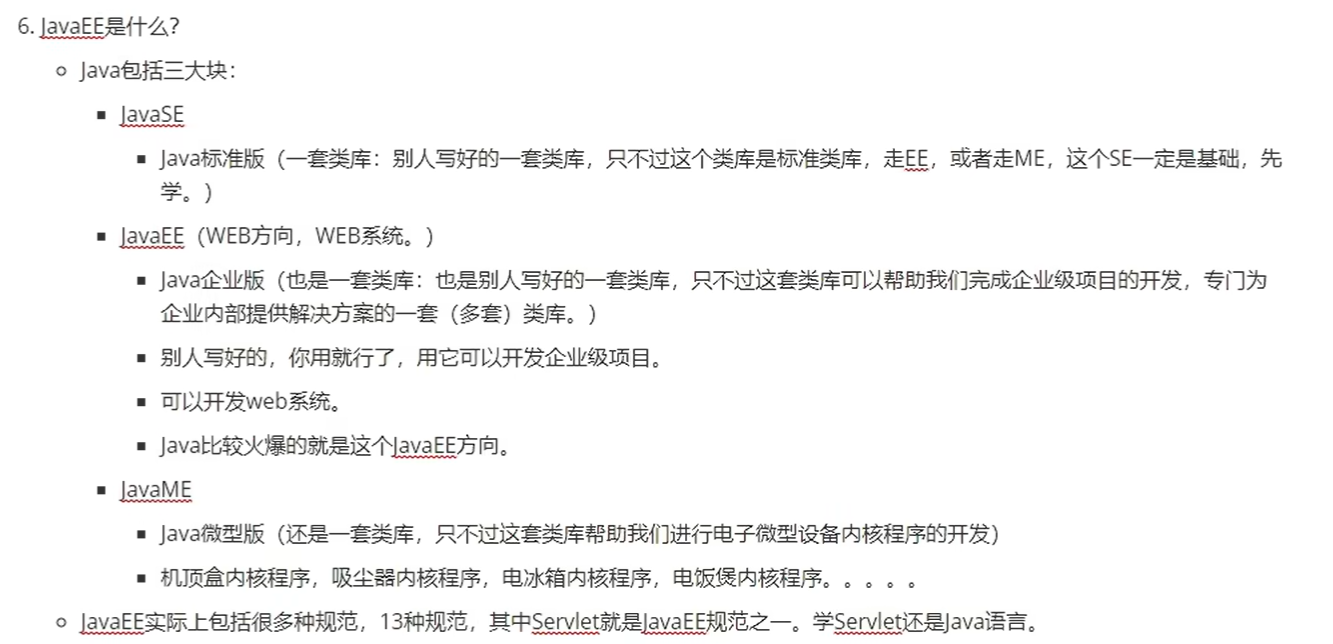 6. JavaEE是什么？
Java包括三大块：
JavaSE
Java标准版（一套类库：别人写好的一套类库，只不过这个类库是标准类库，走EE，或者走ME，这个SE一定是基础，先
学。）
JavaEE（WEB方向，WEB系统。）
Java企业版（也是一套类库：也是别人写好的一套类库，只不过这套类库可以帮助我们完成企业级项目的开发，专门为
企业内部提供解决方案的一套（多套）类库。）
别人写好的，你用就行了，用它可以开发企业级项目。
可以开发web系统。
Java比较火爆的就是这个JavaEE方向。
JavaME
Java微型版（还是一套类库，只不过这套类库帮助我们进行电子微型设备内核程序的开发）
机顶盒内核程序，吸尘器内核程序，电冰箱内核程序，电饭煲内核程序。。。。。
JavaEE实际上包括很多种规范，13种规范，其中Servlet就是JavaEE规范之一。学Servlet还是Java语言。